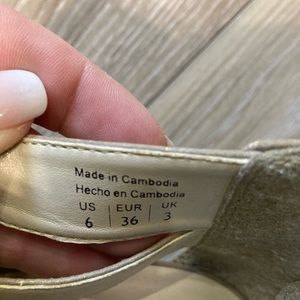 Made in Cambodia
Hecho en Cambodia
US EUR UK
6 36 3